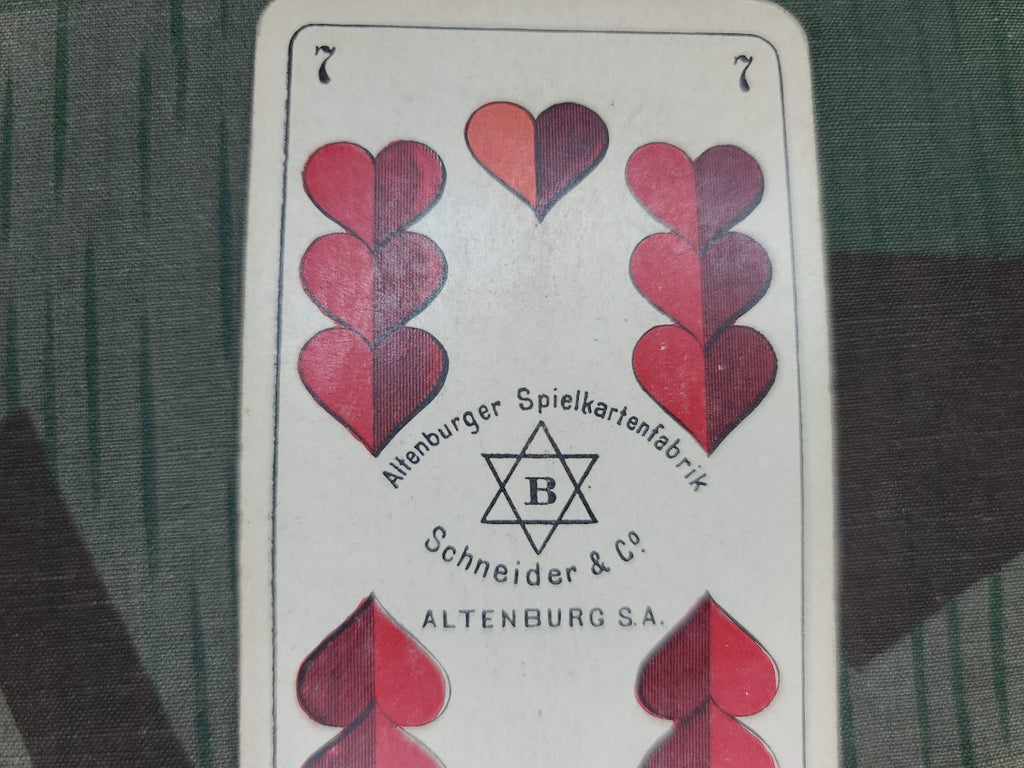 7 7
Altenburger Spielkartenfabrik
B
Schneider & Cº.
ALTENBURG S.A.